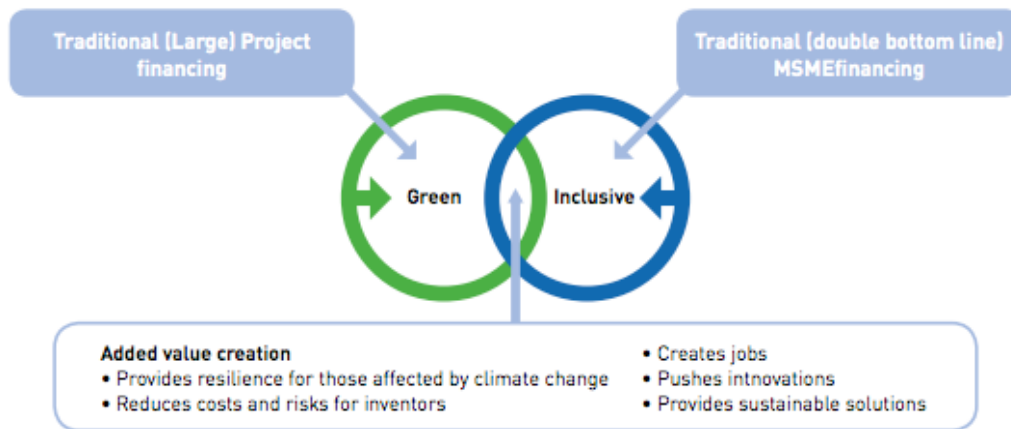 Traditional (Large) Project
financing
Traditional (double bottom line)
MSMEfinancing
Green
Inclusive
Added value creation
• Provides resilience for those affected by climate change
• Reduces costs and risks for inventors
• Creates jobs
• Pushes intnovations
• Provides sustainable solutions